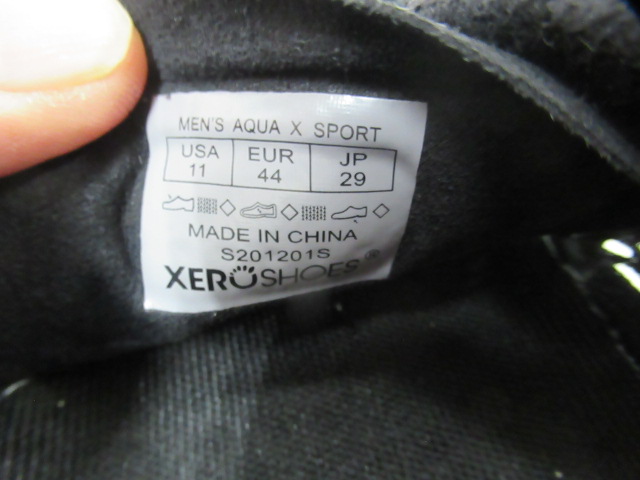 MEN'S AQUA X SPORT
USA EUR JP
11 44 29
MADE IN CHINA
S201201S
XEROSHOES®